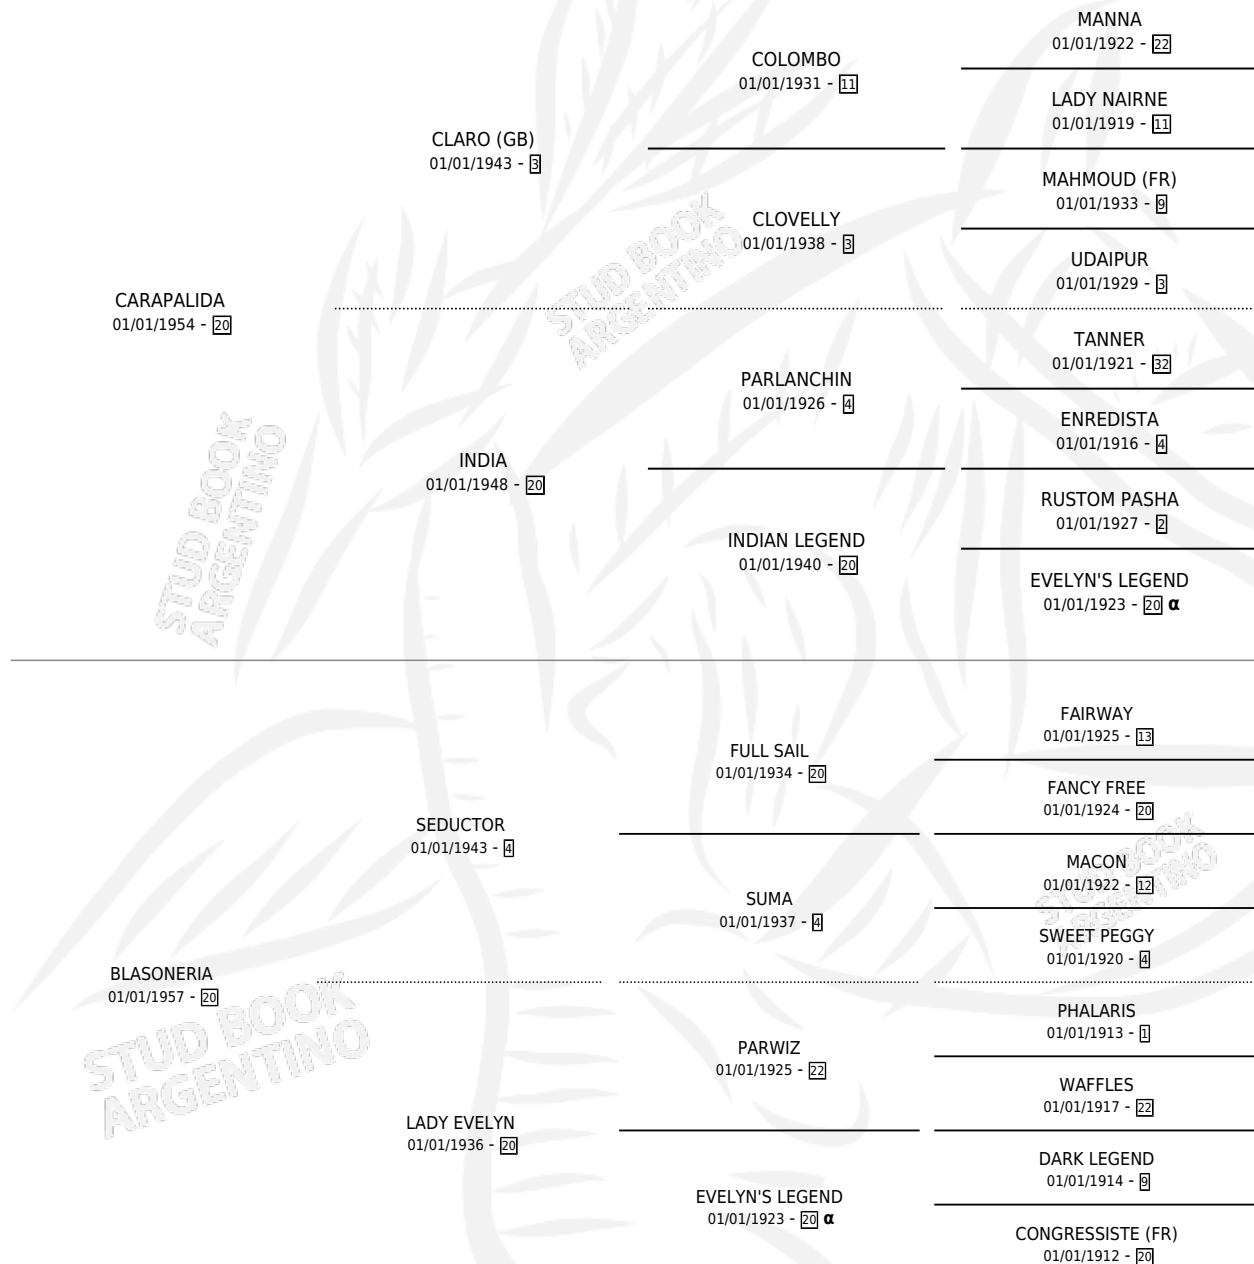 MANNA
01/01/1922 - 22
COLOMBO
01/01/1931 - 11
LADY NAIRNE
01/01/1919 - 11
CLARO (GB)
01/01/1943 - 3
MAHMOUD (FR)
01/01/1933 - 9
CLOVELLY
01/01/1938 - 3
UDAIPUR
01/01/1929 - 3
CARAPALIDA
01/01/1954 - 20
TANNER
01/01/1921 - 32
PARLANCHIN
01/01/1926 - 4
ENREDISTA
01/01/1916 - 4
INDIA
01/01/1948 - 20
RUSTOM PASHA
01/01/1927 - 2
INDIAN LEGEND
01/01/1940 - 20
EVELYN'S LEGEND
01/01/1923 - 20 α
FAIRWAY
01/01/1925 - 13
FULL SAIL
01/01/1934 - 20
FANCY FREE
01/01/1924 - 20
SEDUCTOR
01/01/1943 - 4
MACON
01/01/1922 - 12
SUMA
01/01/1937 - 4
SWEET PEGGY
01/01/1920 - 4
BLASONERIA
01/01/1957 - 20
PHALARIS
01/01/1913 - 1
PARWIZ
01/01/1925 - 22
WAFFLES
01/01/1917 - 22
LADY EVELYN
01/01/1936 - 20
DARK LEGEND
01/01/1914 - 9
EVELYN'S LEGEND
01/01/1923 - 20 α
CONGRESSISTE (FR)
01/01/1912 - 20
STUD BOOK
ARGENTINO
STUD BOOK
ARGENTINO
STUD BOOK
ARGENTINO
STUD BOOK
ARGENTINO